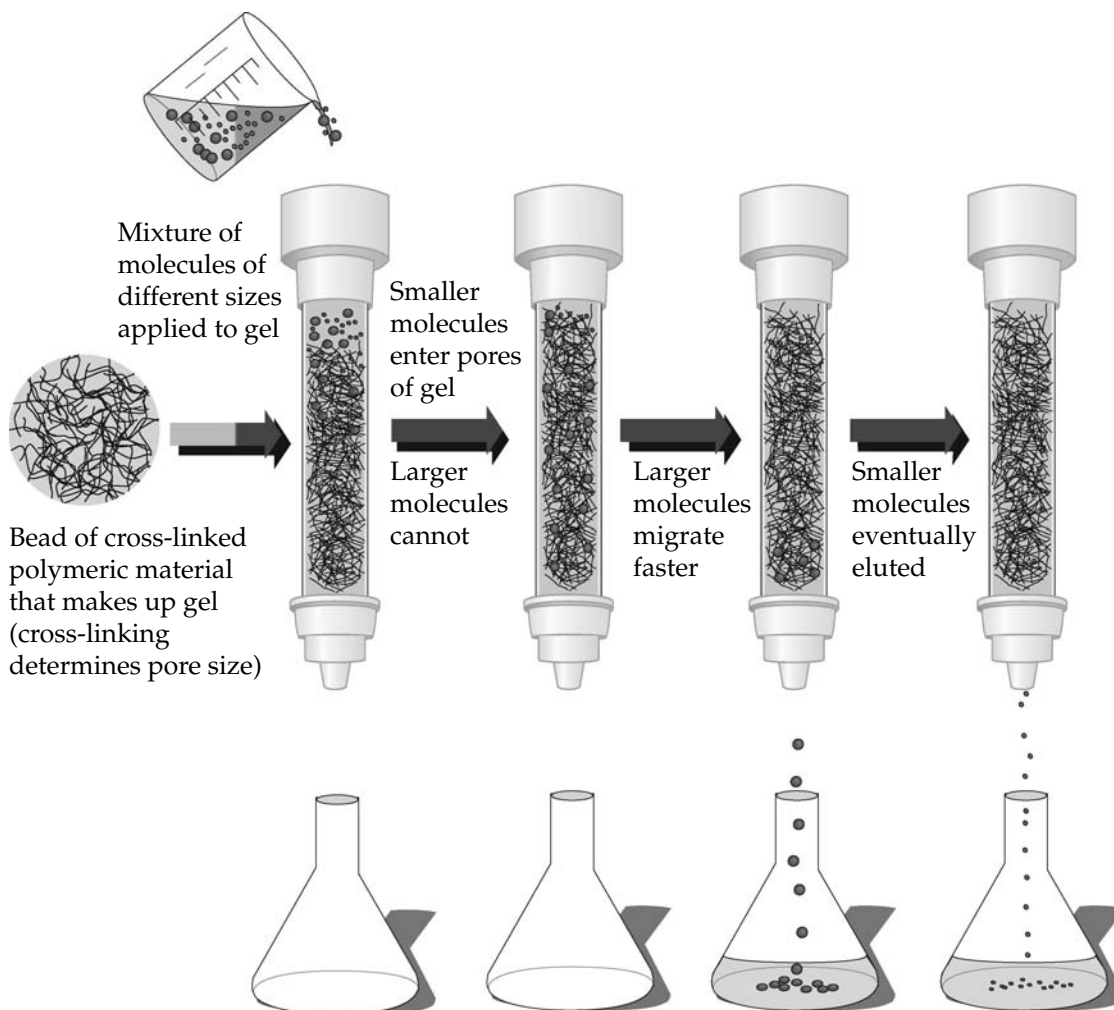 Mixture of
molecules of
different sizes
applied to gel
Bead of cross-linked
polymeric material
that makes up gel
(cross-linking
determines pore size)
Smaller
molecules
enter pores
of gel
Larger
molecules
cannot
Larger
molecules
migrate
faster
Smaller
molecules
eventually
eluted